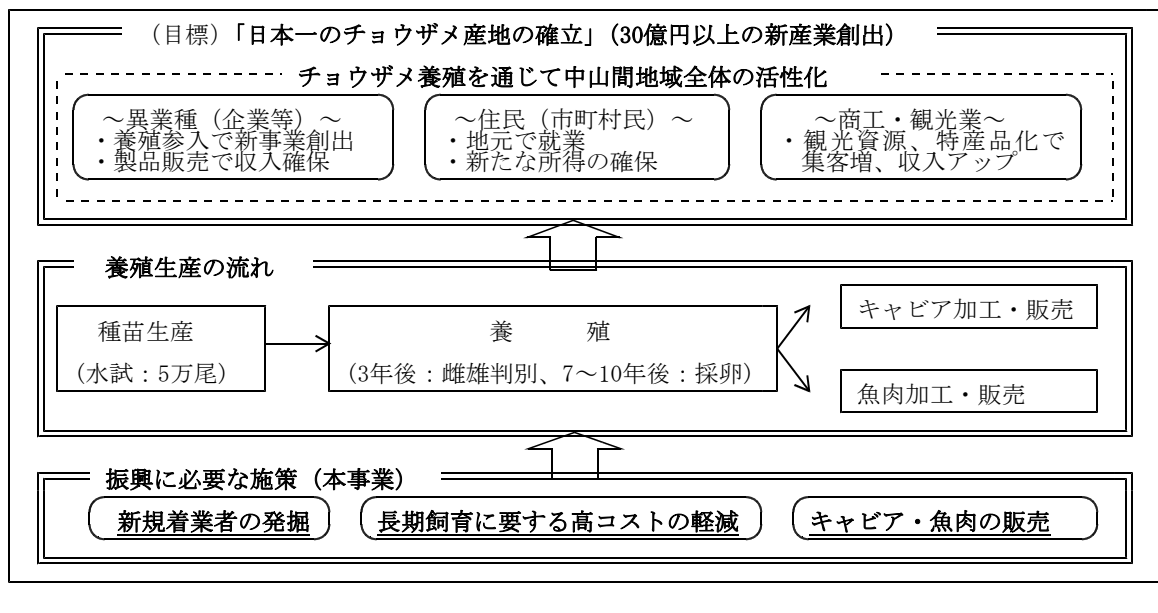 （目標）「日本一のチョウザメ産地の確立」（30億円以上の新産業創出）
チョウザメ養殖を通じて中山間地域全体の活性化
～異業種（企業等）～
・養殖参入で新事業創出
・製品販売で収入確保
～住民（市町村民）～
・地元で就業
・新たな所得の確保
～商工・観光業～
・観光資源、特産品化で
集客増、収入アップ
養殖生産の流れ
種苗生産
(水試：5万尾)
養　　殖
(3年後：雌雄判別、7～10年後：採卵)
キャビア加工・販売
魚肉加工・販売
振興に必要な施策（本事業）
新規着業者の発掘
長期飼育に要する高コストの軽減
キャビア・魚肉の販売